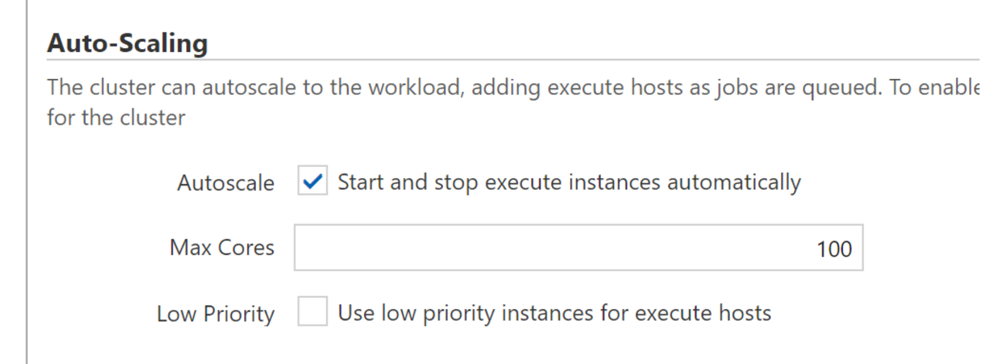 Auto-Scaling
The cluster can autoscale to the workload, adding execute hosts as jobs are queued. To enable
for the cluster
Autoscale Start and stop execute instances automatically
Max Cores 100
Low Priority Use low priority instances for execute hosts